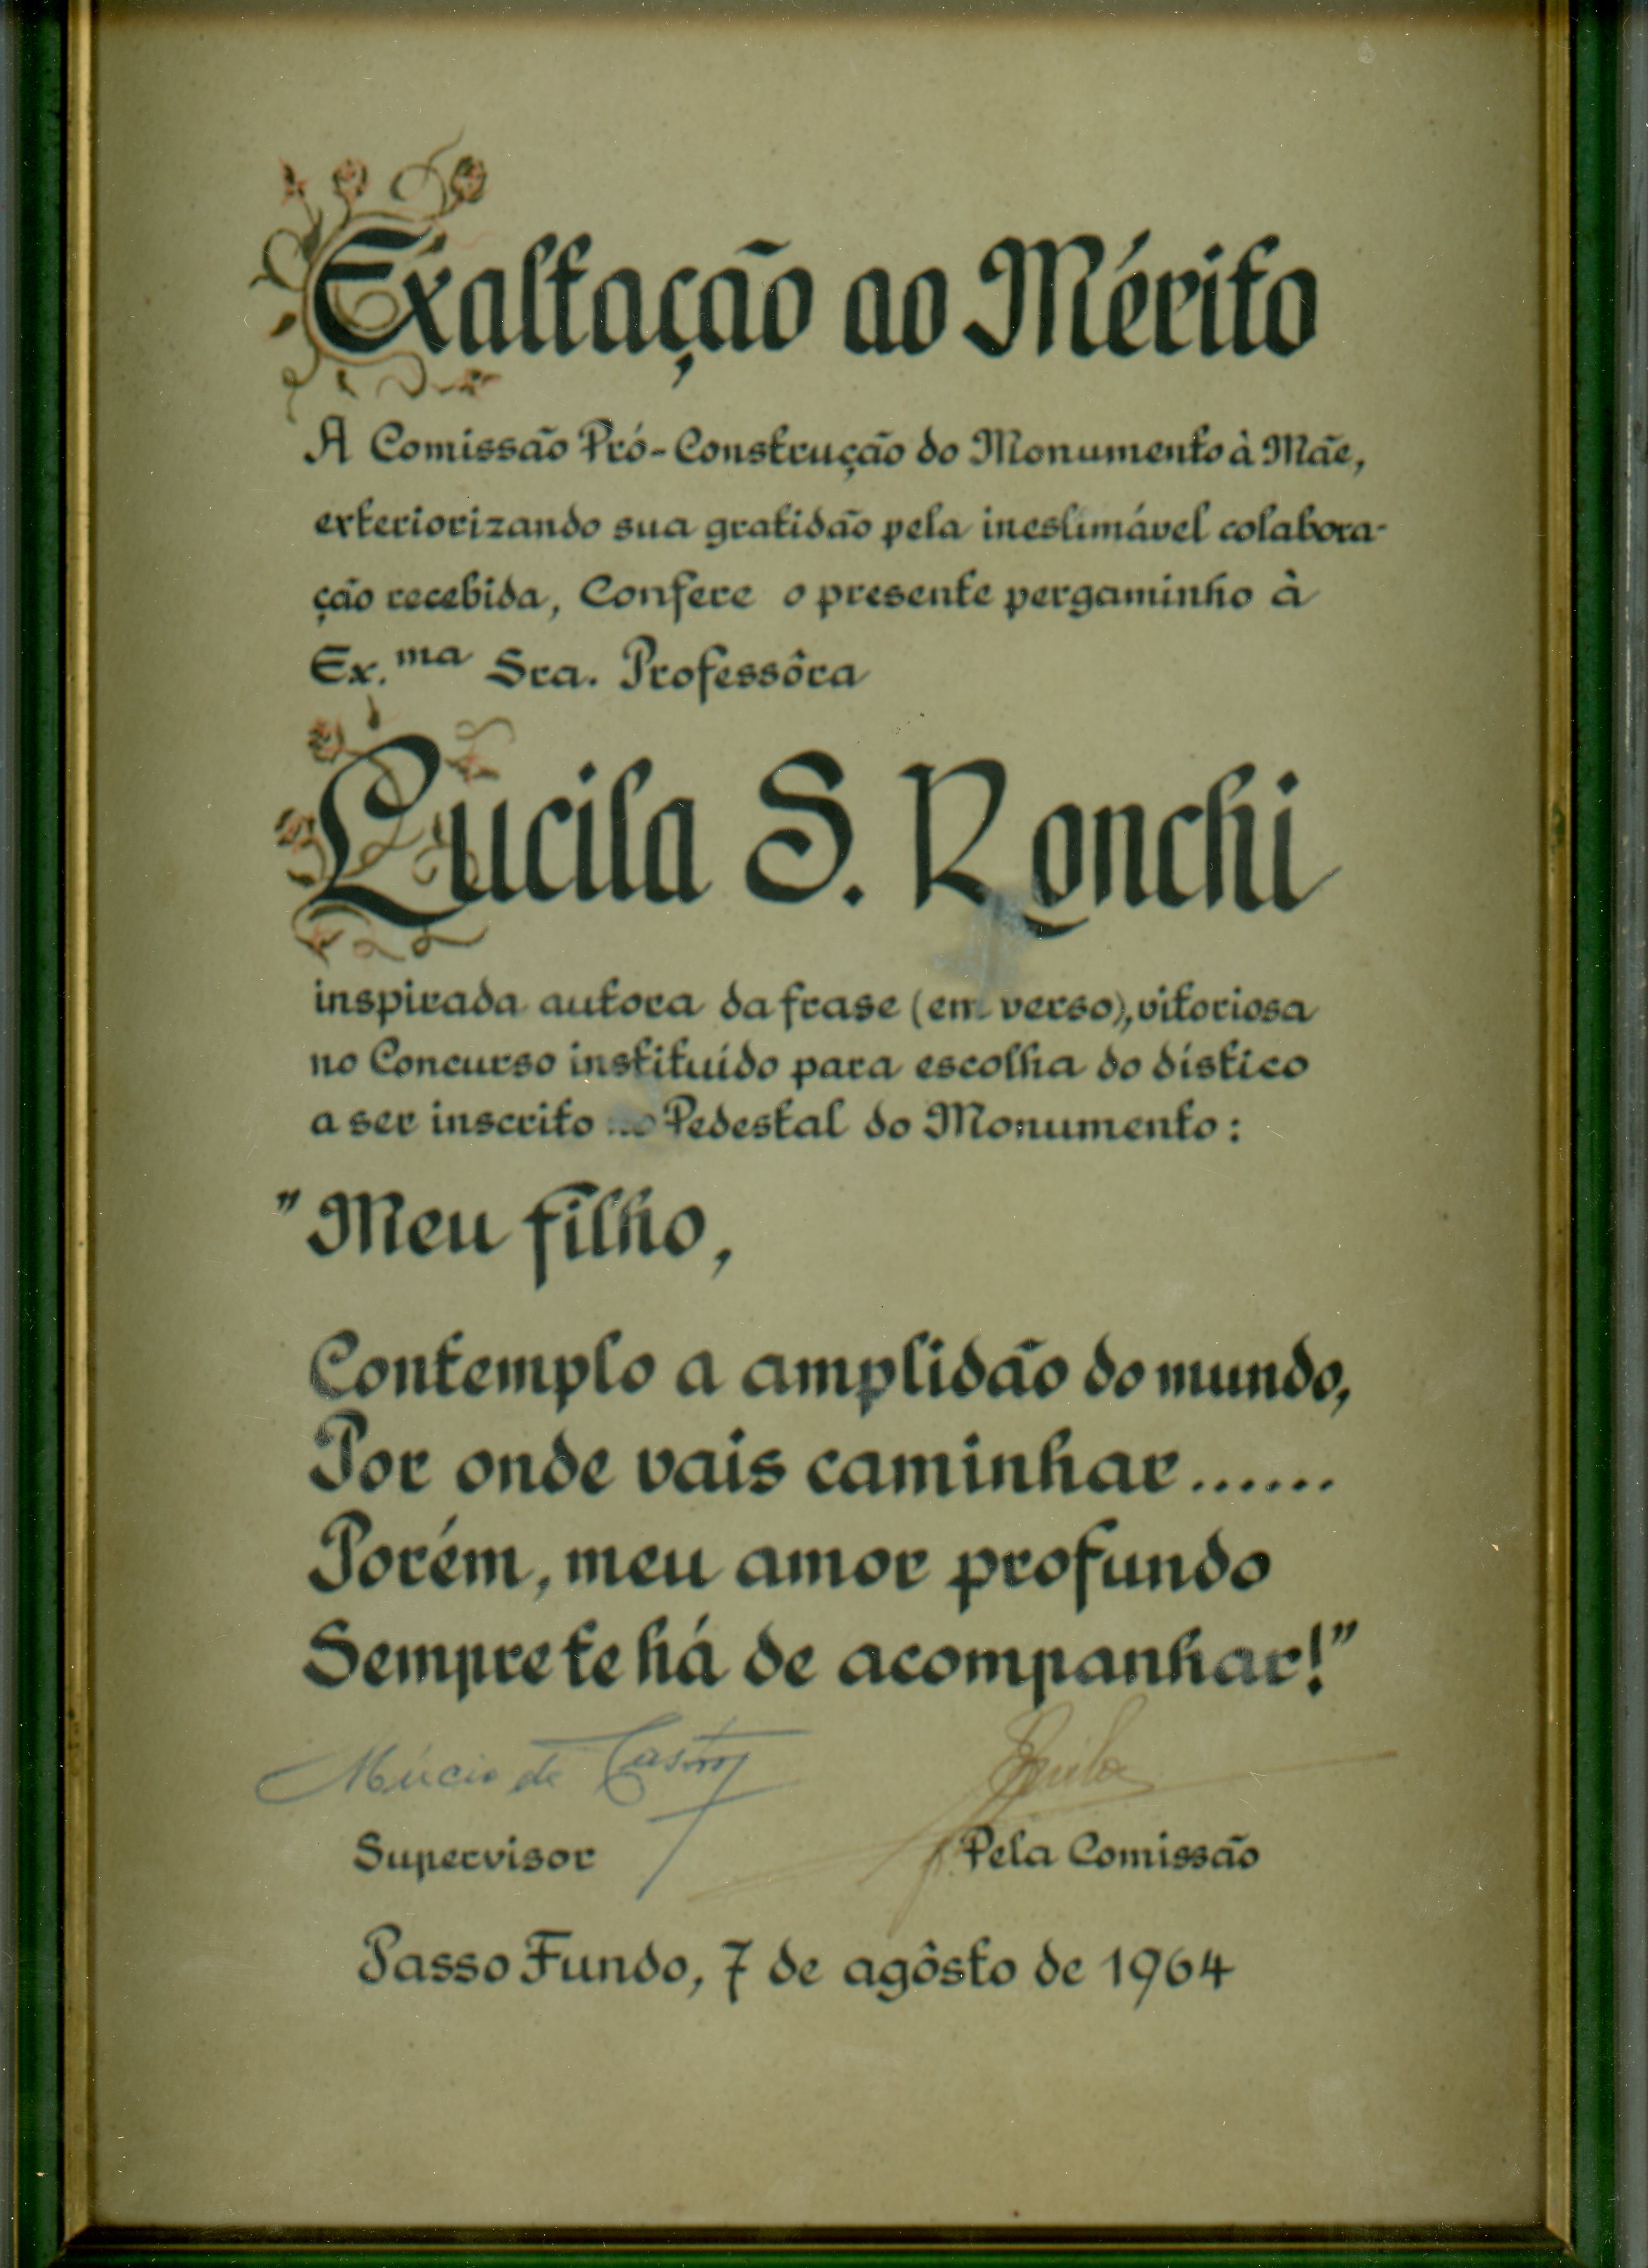 Exaltação ao Mérito
A Comissão Pró-Construção do Monumento à Mãe,
exteriorizando sua gratidão pela inestimável colabora-
ção recebida, Confere o presente pergaminho à
Ex.ma Sra. Professôra
Lucila S. Ronchi
inspirada autora da frase (em verso), vitoriosa
no Concurso instituído para escolha do dístico
a ser inscrito no Pedestal do Monumento:
"Meu filho,
Contemplo a amplidão do mundo,
Por onde vais caminhar......
Porém, meu amor profundo
Sempre te há de acompanhar!"
Múcio de Castro
Supervisor
Pela Comissão
Passo Fundo, 7 de agôsto de 1964